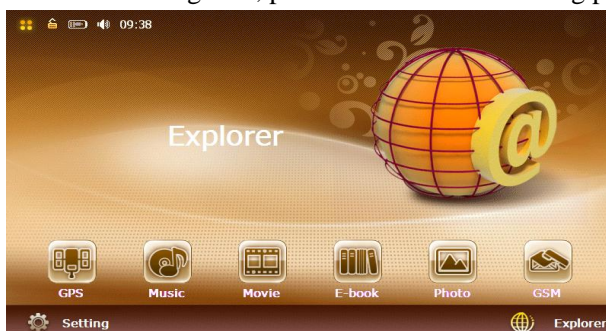 09:38
@
Explorer
GPS Music Movie E-book Photo GSM
Setting Explorer